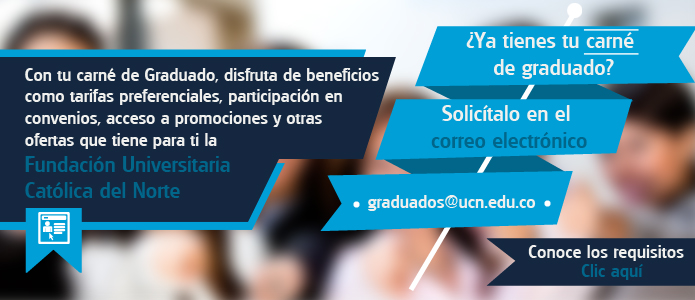 Con tu carné de Graduado, disfruta de beneficios
como tarifas preferenciales, participación en
convenios, acceso a promociones y otras
ofertas que tiene para ti la
Fundación Universitaria
Católica del Norte
¿Ya tienes tu carné
de graduado?
Solicítalo en el
correo electrónico
• graduados@ucn.edu.co •
Conoce los requisitos
Clic aquí